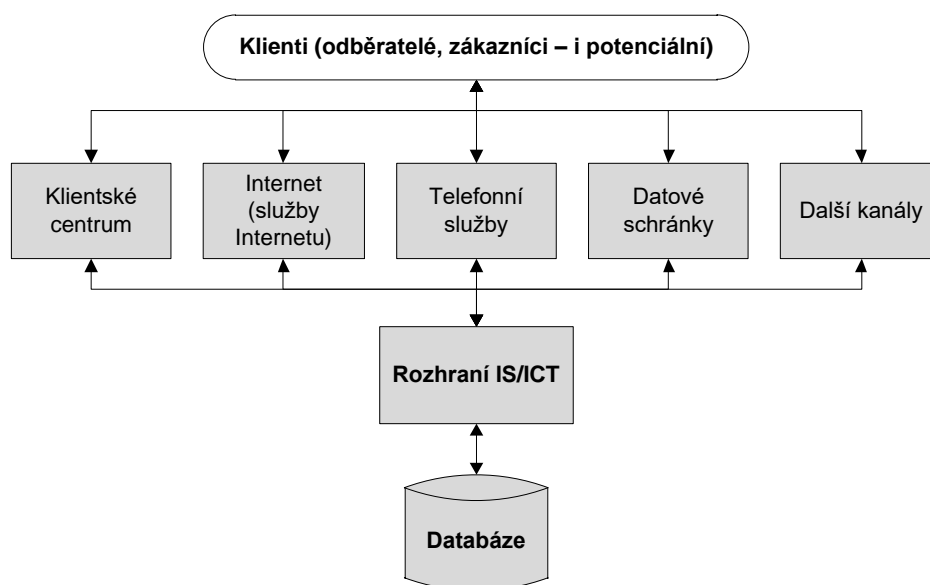 Klienti (odběratelé, zákazníci – i potenciální)
Klientské
centrum
Internet
(služby
Internetu)
Telefonní
služby
Datové
schránky
Další kanály
Rozhraní IS/ICT
Databáze